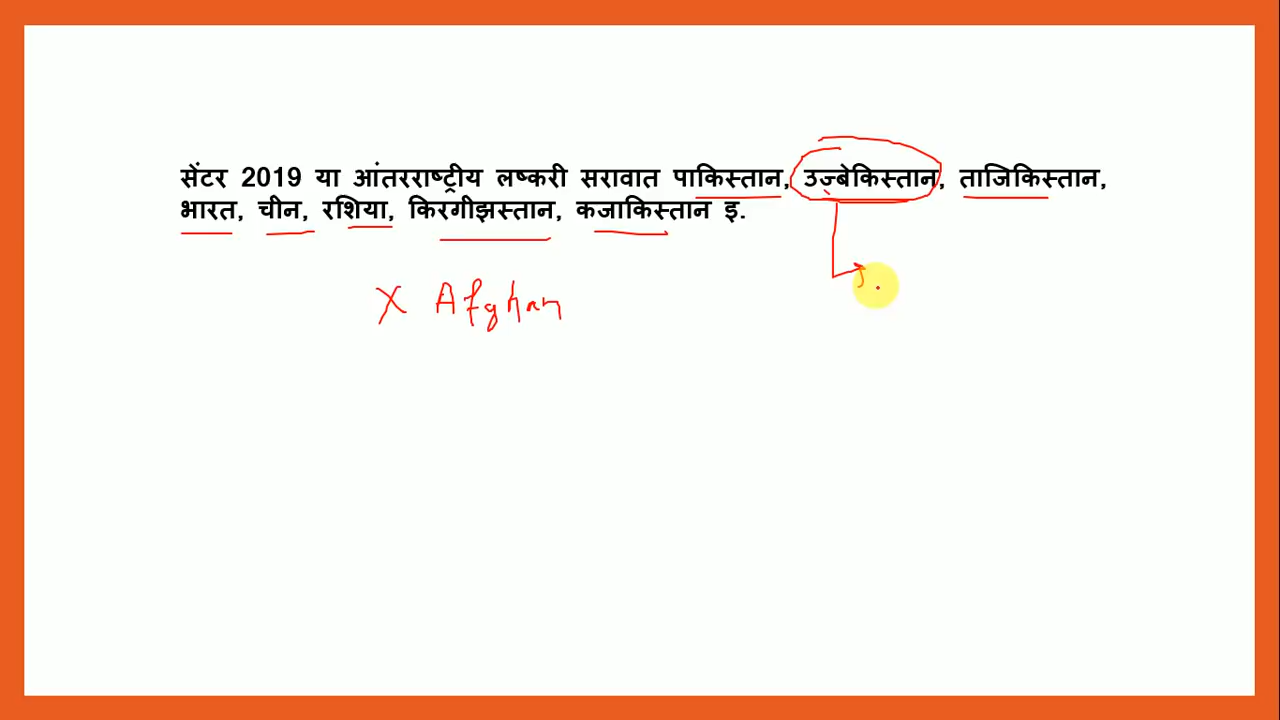 सेंटर 2019 या आंतरराष्ट्रीय लष्करी सरावात पाकिस्तान, उज्बेकिस्तान, ताजिकिस्तान,
भारत, चीन, रशिया, किरगीझस्तान, कजाकिस्तान इ.
X Afghan